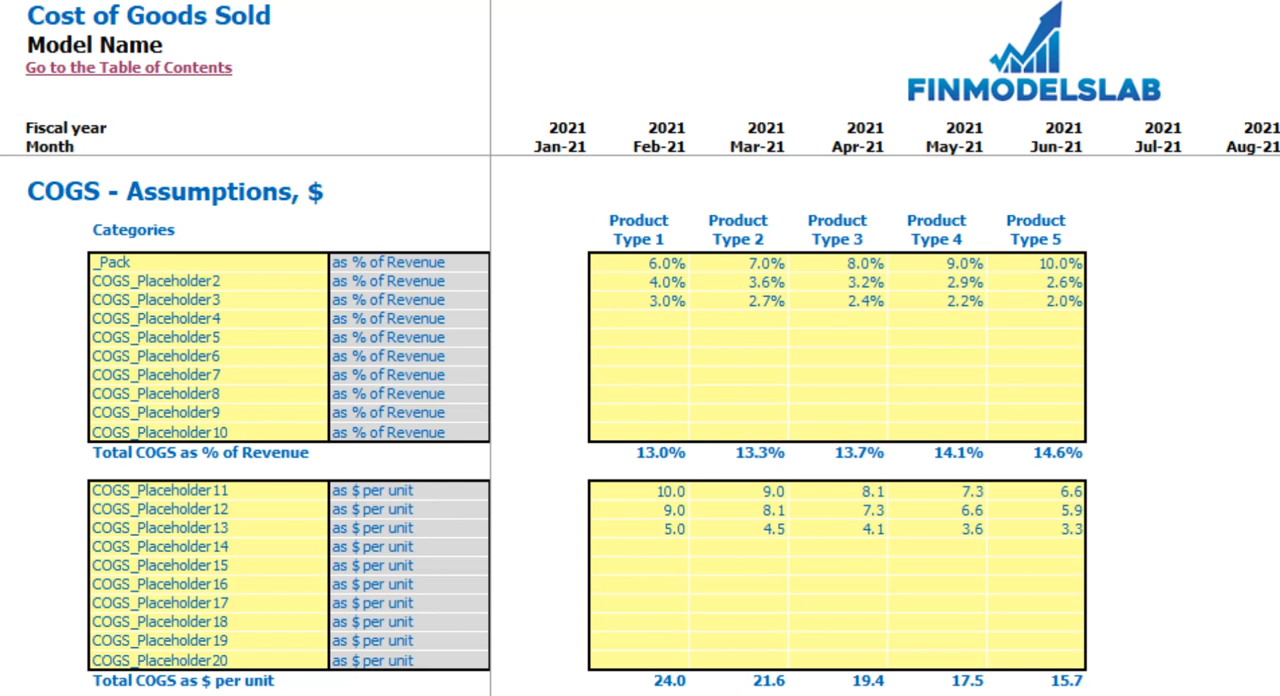 Cost of Goods Sold
Model Name
Go to the Table of Contents
FINMODELSLAB
Fiscal year 2021 2021 2021 2021 2021 2021 2021 2021
Month Jan-21 Feb-21 Mar-21 Apr-21 May-21 Jun-21 Jul-21 Aug-21
COGS - Assumptions, $
Categories
Product Type 1 Product Type 2 Product Type 3 Product Type 4 Product Type 5
_Pack as % of Revenue 6.0% 7.0% 8.0% 9.0% 10.0%
COGS_Placeholder2 as % of Revenue 4.0% 3.6% 3.2% 2.9% 2.6%
COGS_Placeholder3 as % of Revenue 3.0% 2.7% 2.4% 2.2% 2.0%
COGS_Placeholder4 as % of Revenue
COGS_Placeholder5 as % of Revenue
COGS_Placeholder6 as % of Revenue
COGS_Placeholder7 as % of Revenue
COGS_Placeholder8 as % of Revenue
COGS_Placeholder9 as % of Revenue
COGS_Placeholder10 as % of Revenue
Total COGS as % of Revenue 13.0% 13.3% 13.7% 14.1% 14.6%
COGS_Placeholder11 as $ per unit 10.0 9.0 8.1 7.3 6.6
COGS_Placeholder12 as $ per unit 9.0 8.1 7.3 6.6 5.9
COGS_Placeholder13 as $ per unit 5.0 4.5 4.1 3.6 3.3
COGS_Placeholder14 as $ per unit
COGS_Placeholder15 as $ per unit
COGS_Placeholder16 as $ per unit
COGS_Placeholder17 as $ per unit
COGS_Placeholder18 as $ per unit
COGS_Placeholder19 as $ per unit
COGS_Placeholder20 as $ per unit
Total COGS as $ per unit 24.0 21.6 19.4 17.5 15.7